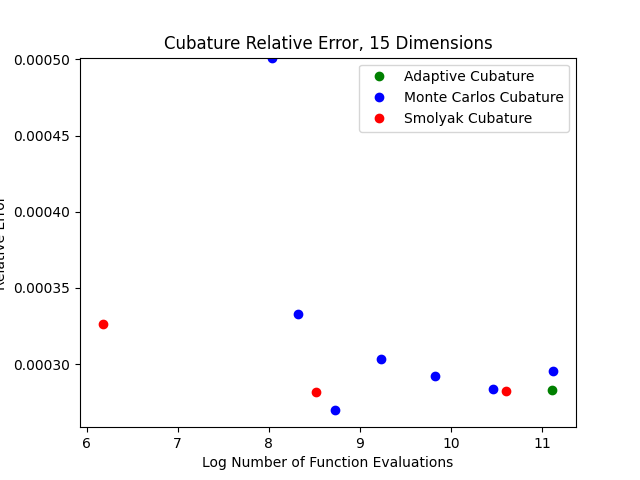 Cubature Relative Error, 15 Dimensions
0.00050
0.00045
0.00040
0.00035
0.00030
Relative Error
Adaptive Cubature
Monte Carlos Cubature
Smolyak Cubature
6 7 8 9 10 11
Log Number of Function Evaluations